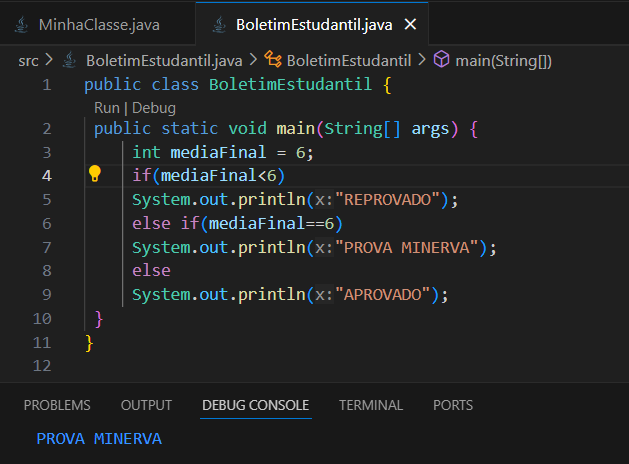 MinhaClasse.java BoletimEstudantil.java ×
src > BoletimEstudantil.java > BoletimEstudantil > main(String[])
1 public class BoletimEstudantil {
Run | Debug
2 public static void main(String[] args) {
3 int mediaFinal = 6;
4 if(mediaFinal<6)
5 System.out.println(x:"REPROVADO");
6 else if(mediaFinal==6)
7 System.out.println(x:"PROVA MINERVA");
8 else
9 System.out.println(x:"APROVADO");
10 }
11 }
12
PROBLEMS OUTPUT DEBUG CONSOLE TERMINAL PORTS
PROVA MINERVA